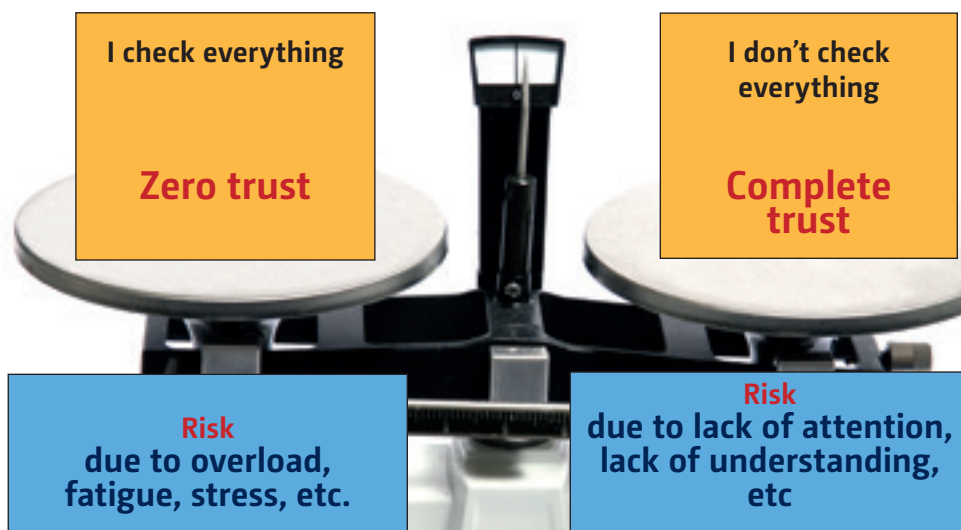 I check everything
Zero trust
I don’t check
everything
Complete
trust
Risk
due to overload,
fatigue, stress, etc.
Risk
due to lack of attention,
lack of understanding,
etc